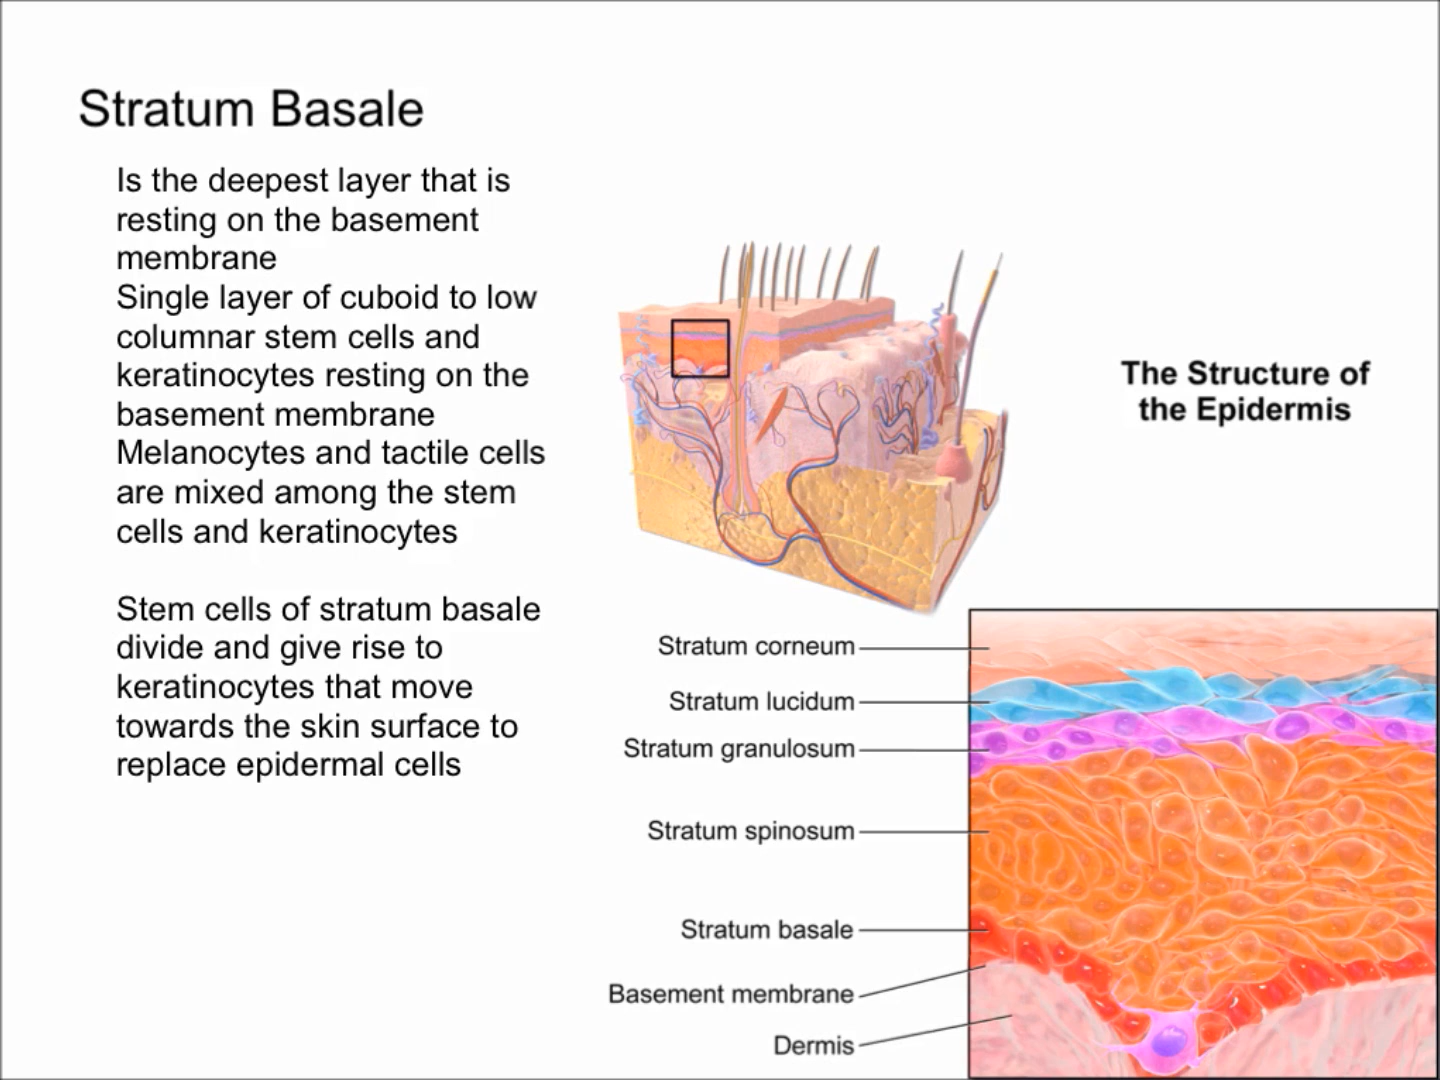 Stratum Basale
Is the deepest layer that is
resting on the basement
membrane
Single layer of cuboid to low
columnar stem cells and
keratinocytes resting on the
basement membrane
Melanocytes and tactile cells
are mixed among the stem
cells and keratinocytes
Stem cells of stratum basale
divide and give rise to
keratinocytes that move
towards the skin surface to
replace epidermal cells
The Structure of
the Epidermis
Stratum corneum
Stratum lucidum
Stratum granulosum
Stratum spinosum
Stratum basale
Basement membrane
Dermis